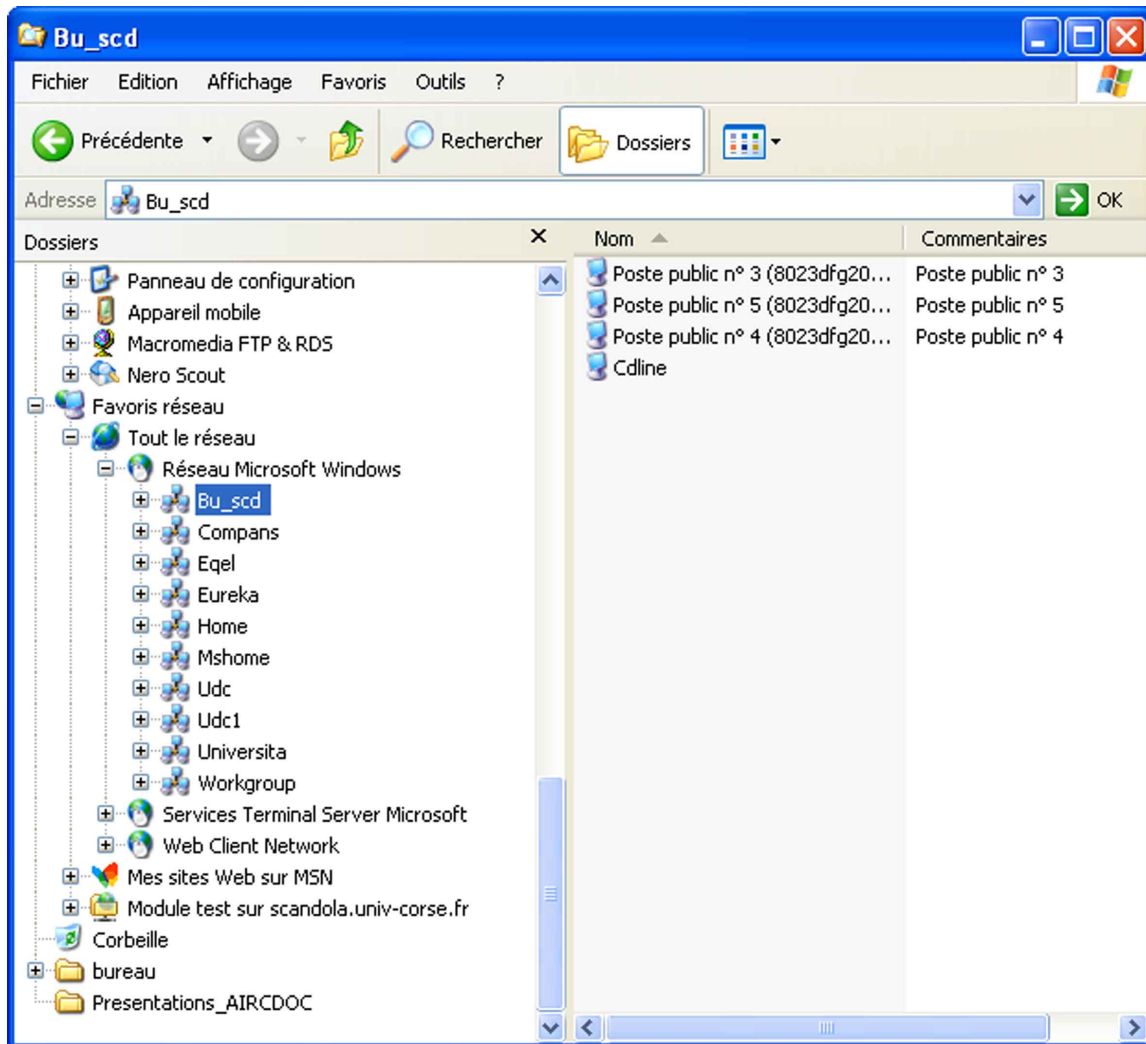 Bu_scd
Fichier Edition Affichage Favoris Outils ?
Précédente Rechercher Dossiers
Adresse Bu_scd OK
Dossiers
Panneau de configuration
Appareil mobile
Macromedia FTP & RDS
Nero Scout
Favoris réseau
Tout le réseau
Réseau Microsoft Windows
Bu_scd
Compans
Eqel
Eureka
Home
Mshome
Udc
Udc1
Universita
Workgroup
Services Terminal Server Microsoft
Web Client Network
Mes sites Web sur MSN
Module test sur scandola.univ-corse.fr
Corbeille
bureau
Presentations_AIRCDOC
Nom Commentaires
Poste public n° 3 (8023dfg20... Poste public n° 3
Poste public n° 5 (8023dfg20... Poste public n° 5
Poste public n° 4 (8023dfg20... Poste public n° 4
Cdline